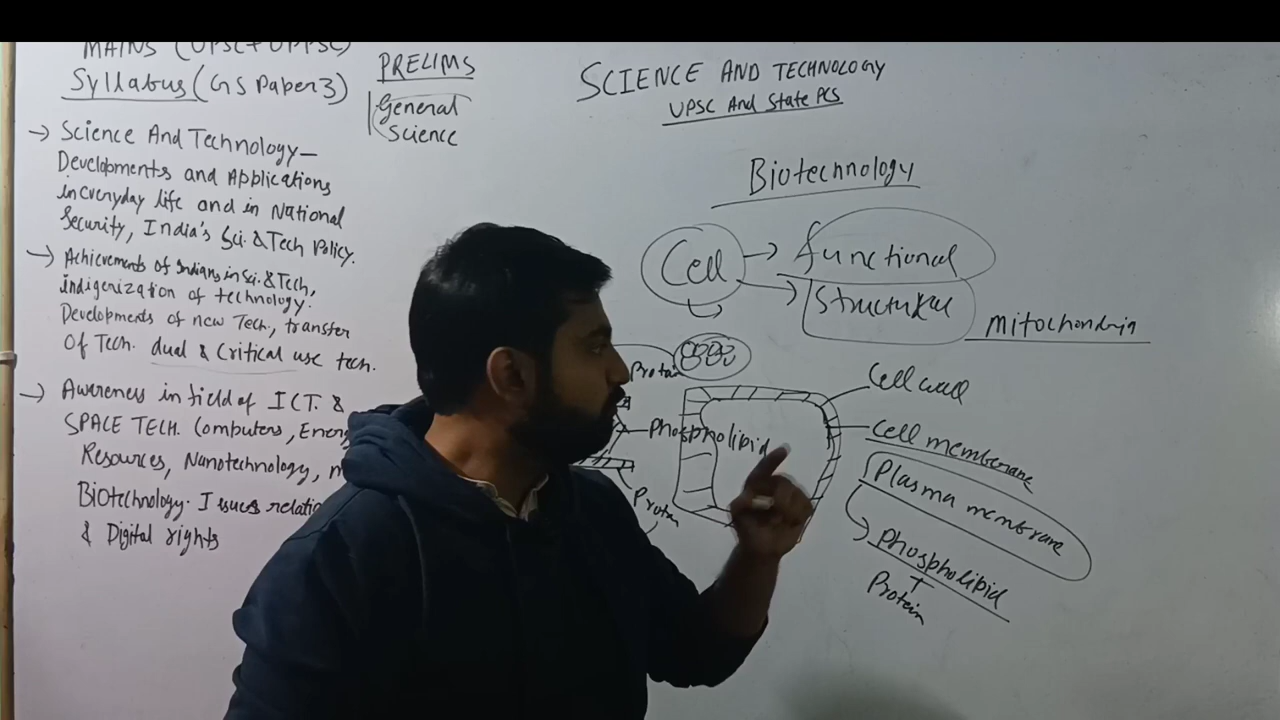 MAINS (UPSC+UPPSC)
Syllabus (GS Paper 3)
→ Science And Technology –
Developments and Applications
in everyday life and in National
Security, India's Sci. & Tech Policy.
→ Achievements of Indians in Sci. & Tech,
indigenization of technology.
Developments of new Tech., transfer
Of Tech. dual & Critical use tech.
→ Awareness in field of ICT. &
SPACE TECH. Computers,
Resources, Nanotechnology,
Biotechnology. Issues
& Digital rights
PRELIMS
General
Science
SCIENCE AND TECHNOLOGY
UPSC And State PCS
Biotechnology
Cell → functional
→ Structural
Mitochondria
Protein
Phospholipid
Protein
Cell wall
Cell membrane
Plasma membrane
→ phospholipid
+
Protein